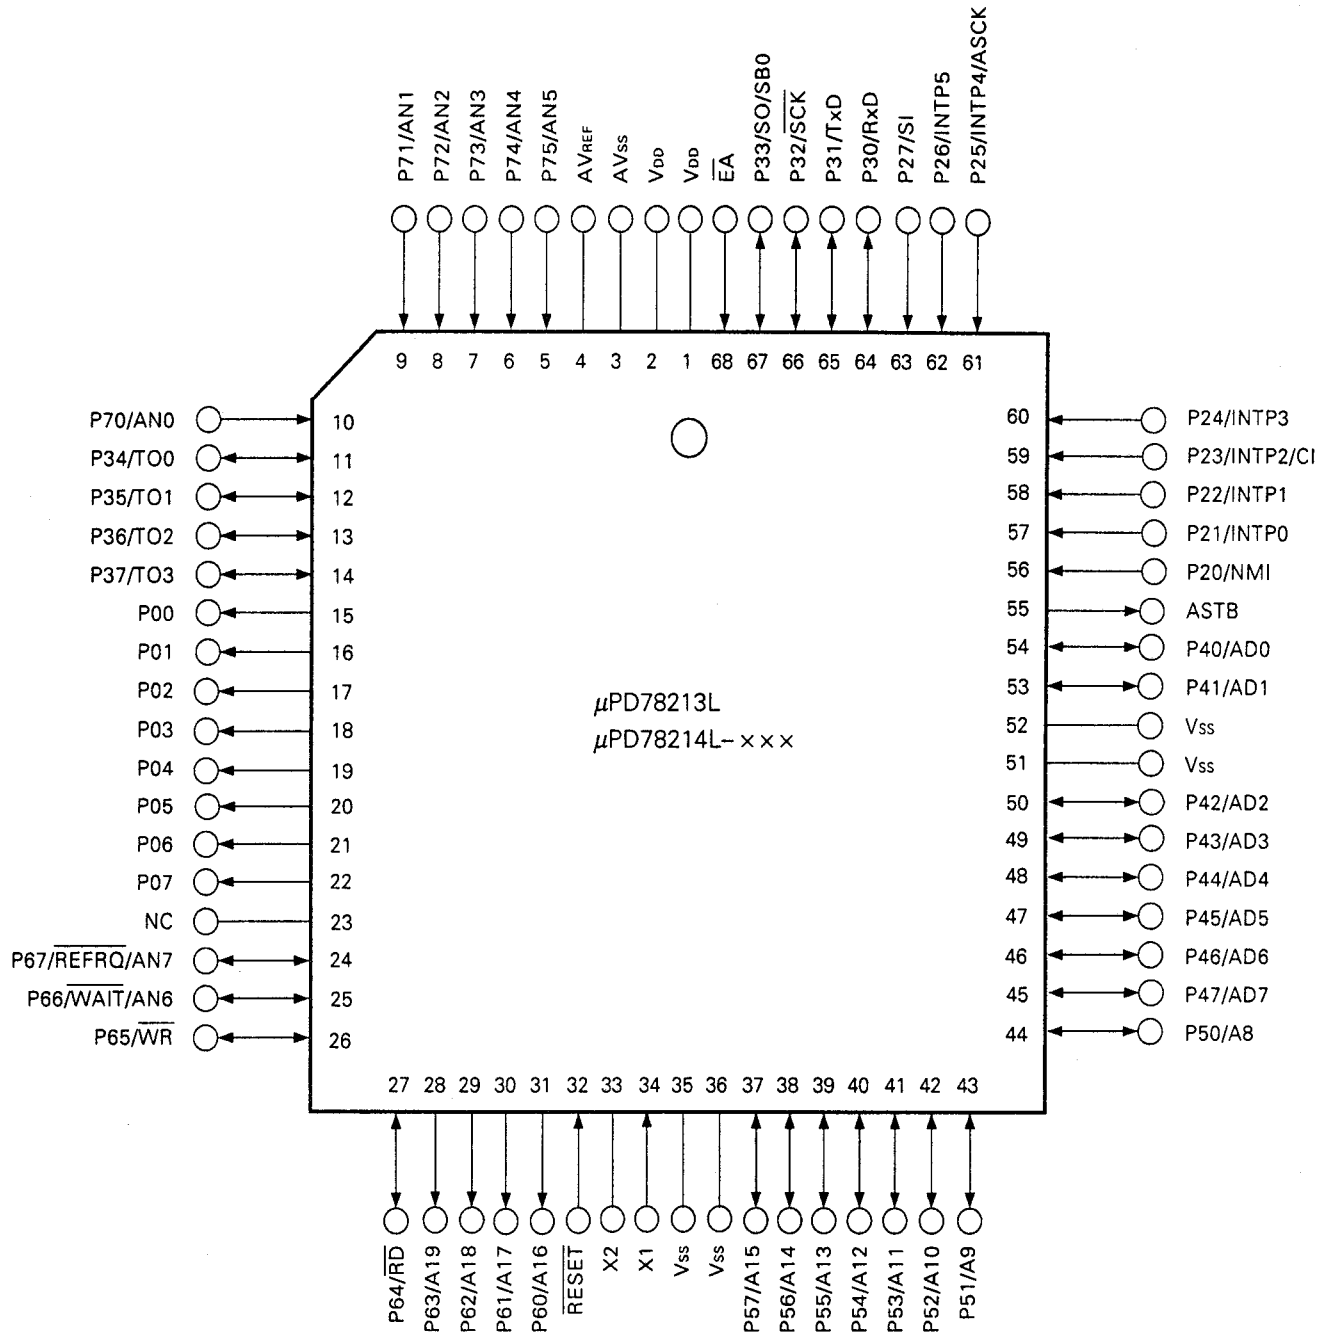 P71/AN1
P72/AN2
P73/AN3
P74/AN4
P75/AN5
AVREF
AVSS
VDD
VDD
EA
P33/SO/SB0
P32/SCK
P31/TxD
P30/RxD
P27/SI
P26/INTP5
P25/INTP4/ASCK
9 8 7 6 5 4 3 2 1 68 67 66 65 64 63 62 61
P70/AN0 10
P34/TO0 11
P35/TO1 12
P36/TO2 13
P37/TO3 14
P00 15
P01 16
P02 17
P03 18
P04 19
P05 20
P06 21
P07 22
NC 23
P67/REFRQ/AN7 24
P66/WAIT/AN6 25
P65/WR 26
μPD78213L
μPD78214L-×××
60 P24/INTP3
59 P23/INTP2/CI
58 P22/INTP1
57 P21/INTP0
56 P20/NMI
55 ASTB
54 P40/AD0
53 P41/AD1
52 Vss
51 Vss
50 P42/AD2
49 P43/AD3
48 P44/AD4
47 P45/AD5
46 P46/AD6
45 P47/AD7
44 P50/A8
27 28 29 30 31 32 33 34 35 36 37 38 39 40 41 42 43
P64/RD
P63/A19
P62/A18
P61/A17
P60/A16
RESET
X2
X1
Vss
Vss
P57/A15
P56/A14
P55/A13
P54/A12
P53/A11
P52/A10
P51/A9